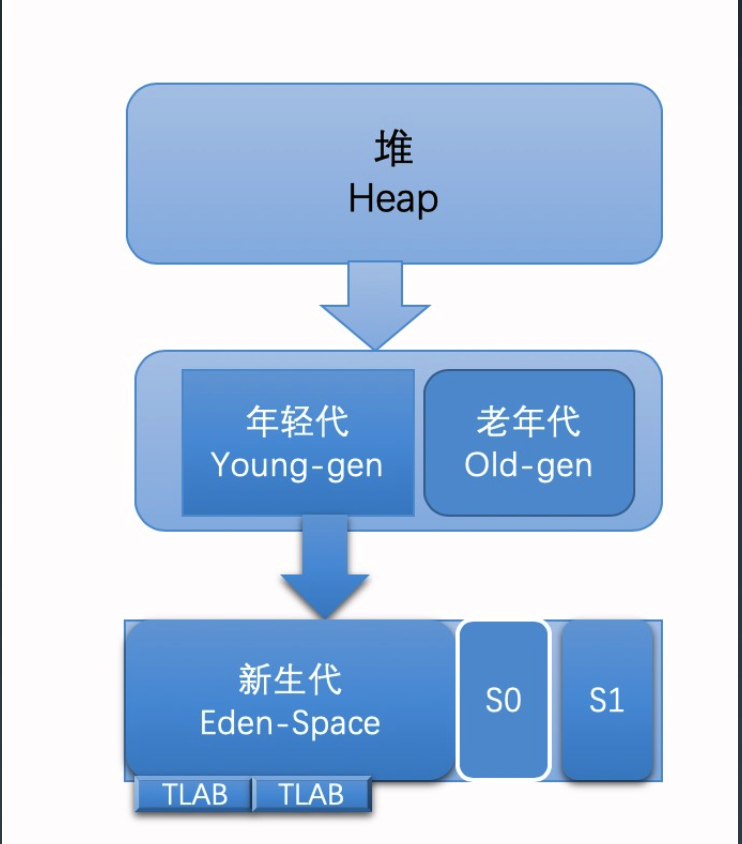 堆
Heap
年轻代
Young-gen
老年代
Old-gen
新生代
Eden-Space
S0
S1
TLAB
TLAB